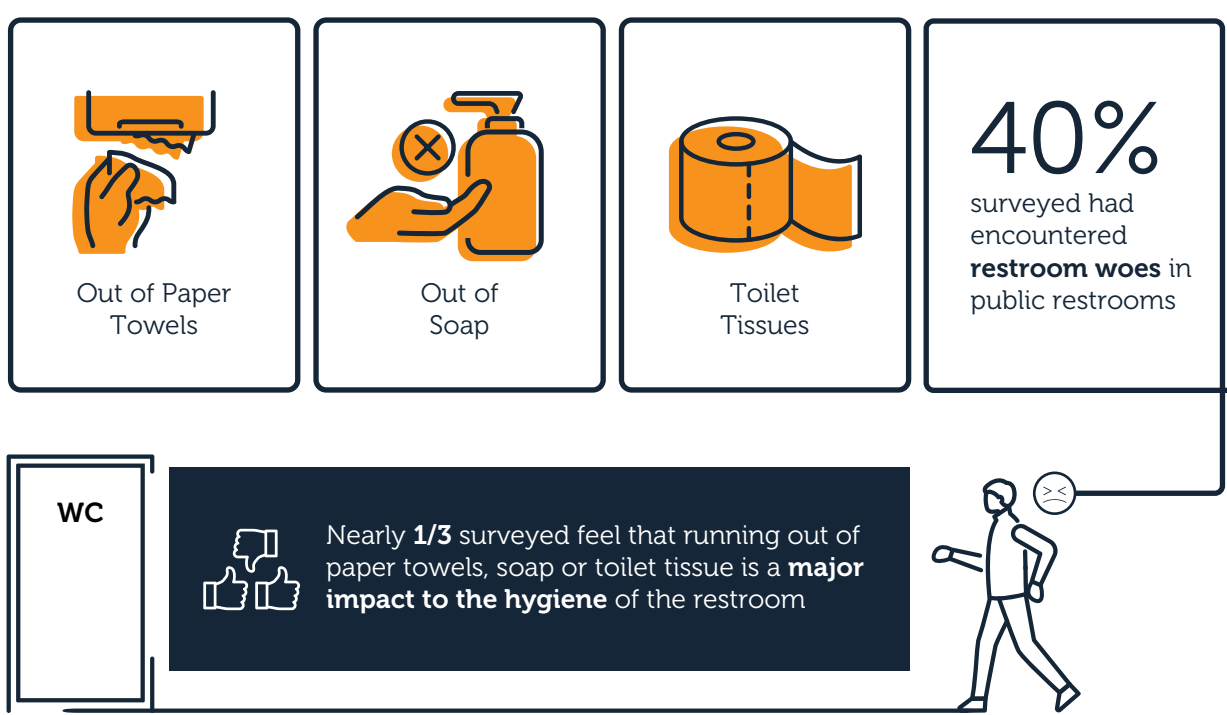 Out of Paper
Towels
Out of
Soap
Toilet
Tissues
40%
surveyed had
encountered
restroom woes in
public restrooms
WC
Nearly 1/3 surveyed feel that running out of
paper towels, soap or toilet tissue is a major
impact to the hygiene of the restroom